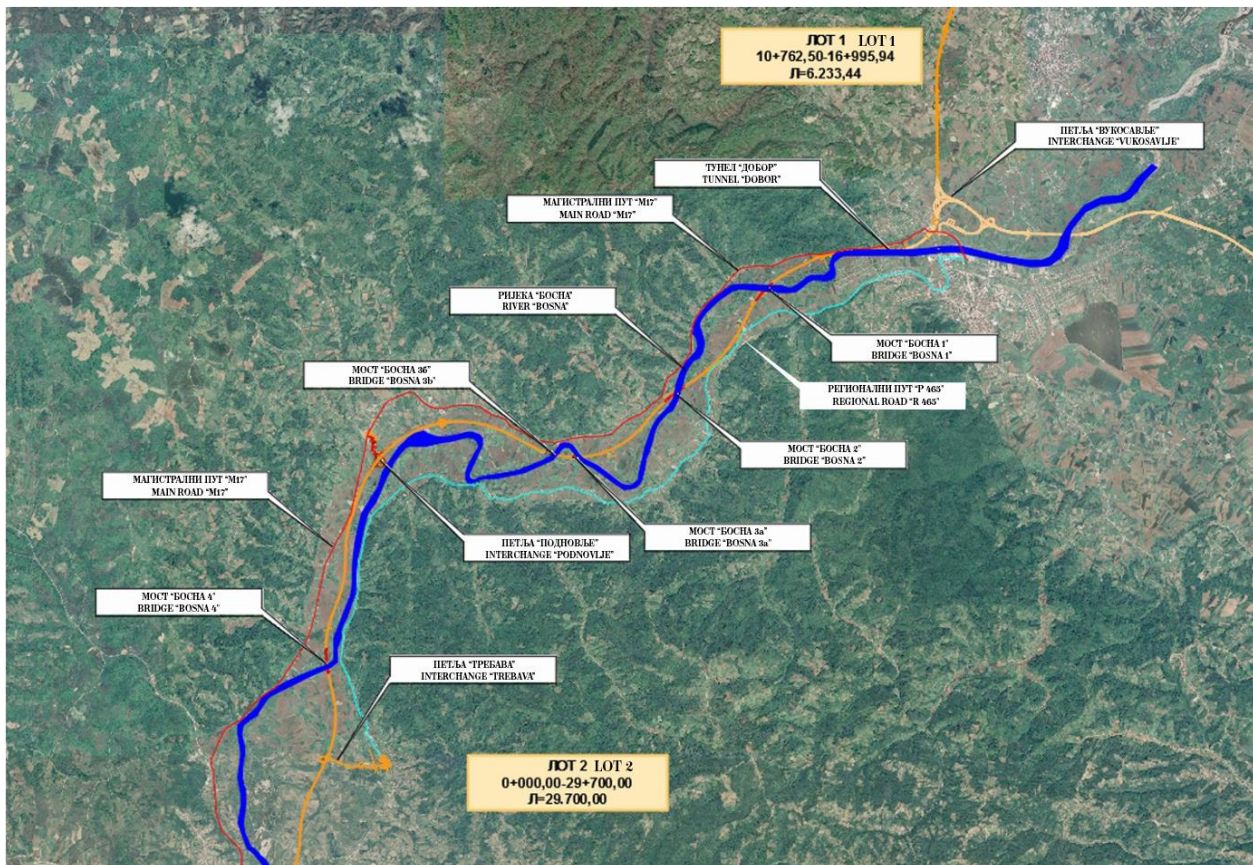 ЛОТ 1 LOT 1
10+762,50-16+995,94
Л=6.233,44
ПЕТЉА "ВУКОСАВЉЕ"
INTERCHANGE "VUKOSAVLJE"
ТУНЕЛ "ДОБОР"
TUNNEL "DOBOR"
МАГИСТРАЛНИ ПУТ "М17"
MAIN ROAD "M17"
РИЈЕКА "БОСНА"
RIVER "BOSNA"
МОСТ "БОСНА 1"
BRIDGE "BOSNA 1"
МОСТ "БОСНА 3б"
BRIDGE "BOSNA 3b"
РЕГИОНАЛНИ ПУТ "Р 465"
REGIONAL ROAD "R 465"
МОСТ "БОСНА 2"
BRIDGE "BOSNA 2"
МАГИСТРАЛНИ ПУТ "М17"
MAIN ROAD "M17"
МОСТ "БОСНА 3а"
BRIDGE "BOSNA 3a"
ПЕТЉА "ПОДНОВЉЕ"
INTERCHANGE "PODNOVLJE"
МОСТ "БОСНА 4"
BRIDGE "BOSNA 4"
ПЕТЉА "ТРЕБАВА"
INTERCHANGE "TREBAVA"
ЛОТ 2 LOT 2
0+000,00-29+700,00
Л=29.700,00